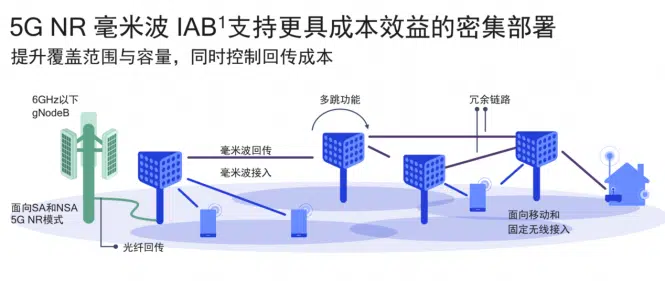 5G NR 毫米波 IAB¹支持更具成本效益的密集部署
提升覆盖范围与容量，同时控制回传成本
6GHz以下
gNodeB
多跳功能
冗余链路
毫米波回传
毫米波接入
面向SA和NSA
5G NR模式
面向移动和
固定无线接入
光纤回传